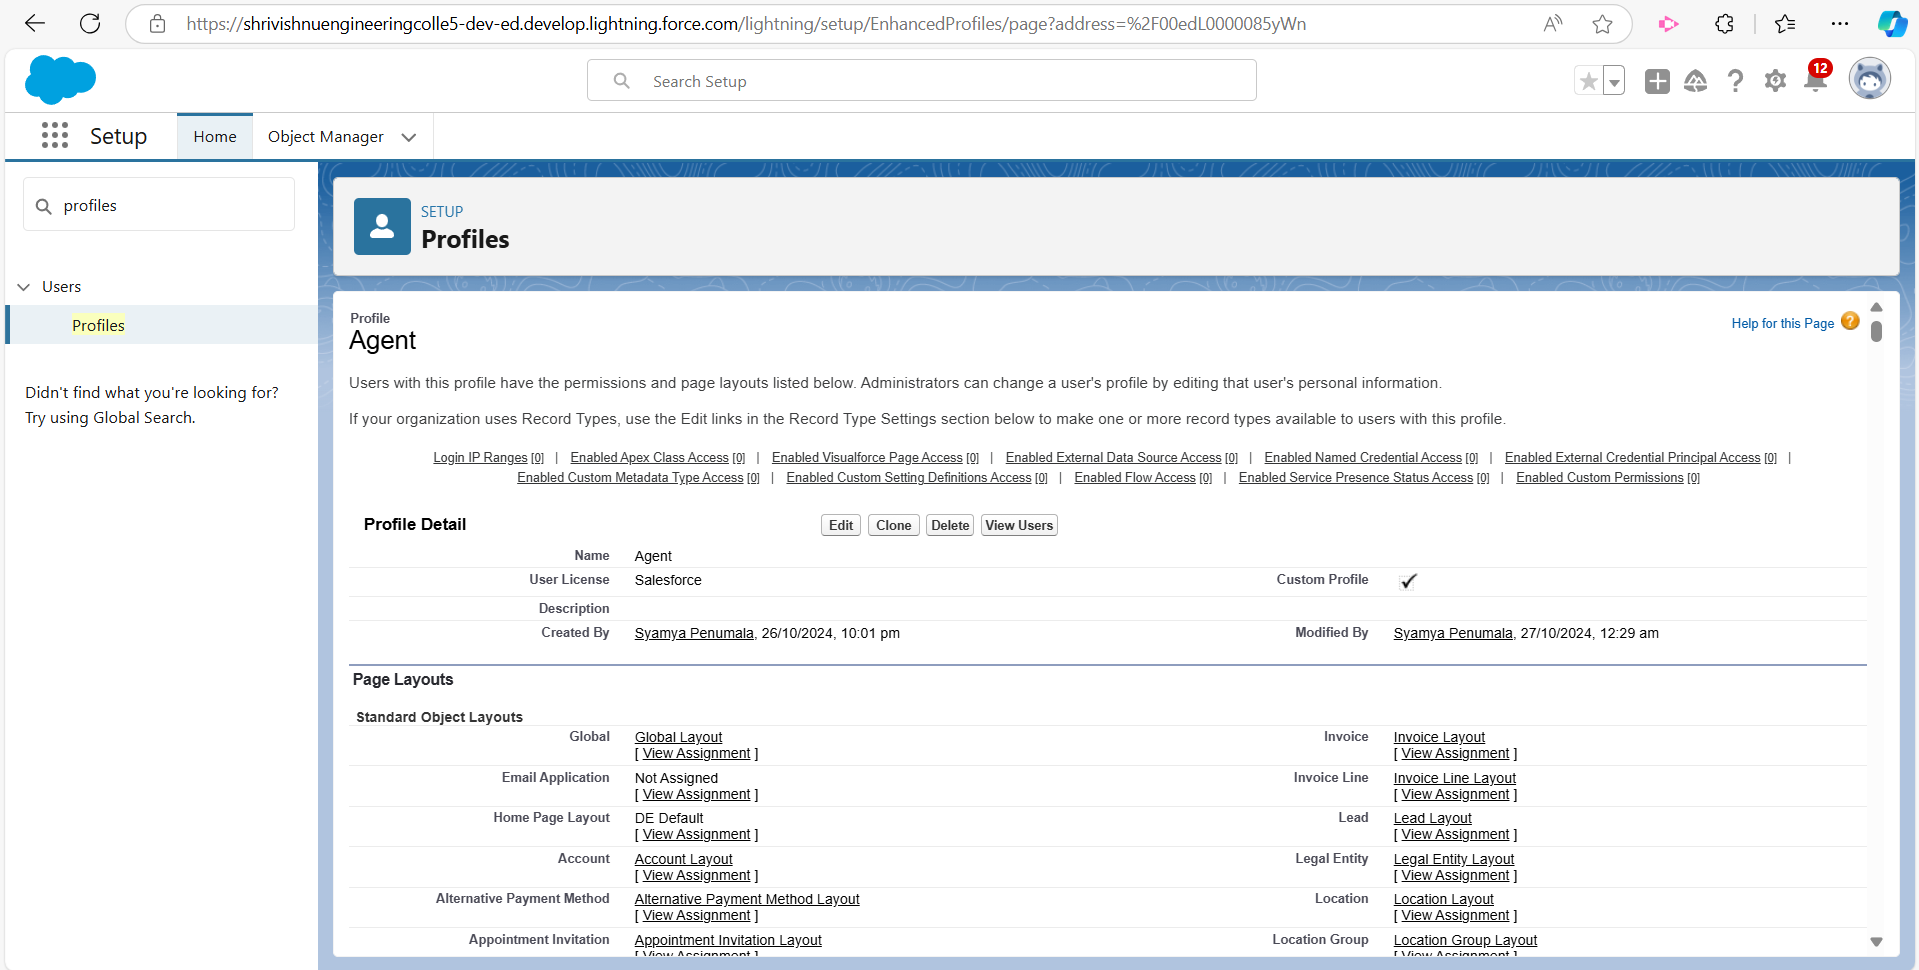 https://shrivishnuengineeringcolle5-dev-ed.develop.lightning.force.com/lightning/setup/EnhancedProfiles/page?address=%2F00edL0000085yWn
Search Setup
12
Setup
Home
Object Manager
profiles
Users
Profiles
Didn't find what you're looking for?
Try using Global Search.
SETUP
Profiles
Profile
Agent
Help for this Page ?
Users with this profile have the permissions and page layouts listed below. Administrators can change a user's profile by editing that user's personal information.
If your organization uses Record Types, use the Edit links in the Record Type Settings section below to make one or more record types available to users with this profile.
Login IP Ranges [0] | Enabled Apex Class Access [0] | Enabled Visualforce Page Access [0] | Enabled External Data Source Access [0] | Enabled Named Credential Access [0] | Enabled External Credential Principal Access [0] |
Enabled Custom Metadata Type Access [0] | Enabled Custom Setting Definitions Access [0] | Enabled Flow Access [0] | Enabled Service Presence Status Access [0] | Enabled Custom Permissions [0]
Profile Detail Edit Clone Delete View Users
Name Agent
User License Salesforce Custom Profile
Description
Created By Syamya Penumala, 26/10/2024, 10:01 pm Modified By Syamya Penumala, 27/10/2024, 12:29 am
Page Layouts
Standard Object Layouts
Global Global Layout Invoice Invoice Layout
[ View Assignment ] [ View Assignment ]
Email Application Not Assigned Invoice Line Invoice Line Layout
[ View Assignment ] [ View Assignment ]
Home Page Layout DE Default Lead Lead Layout
[ View Assignment ] [ View Assignment ]
Account Account Layout Legal Entity Legal Entity Layout
[ View Assignment ] [ View Assignment ]
Alternative Payment Method Alternative Payment Method Layout Location Location Layout
[ View Assignment ] [ View Assignment ]
Appointment Invitation Appointment Invitation Layout Location Group Location Group Layout
[ View Assignment ] [ View Assignment ]